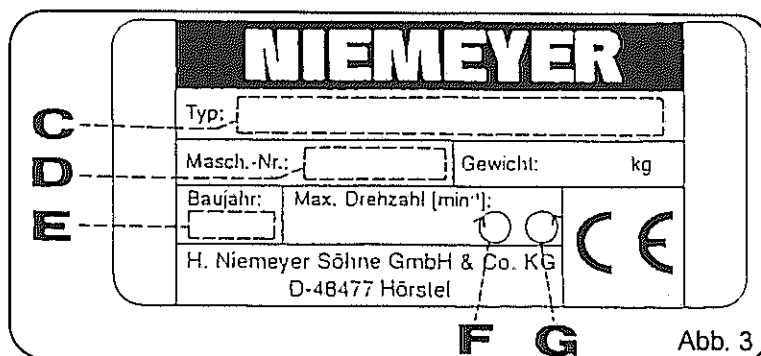 NIEMEYER
C
Typ:
D
Masch.-Nr.:
Gewicht: kg
E
Baujahr:
Max. Drehzahl [min⁻¹]:
H. Niemeyer Söhne GmbH & Co. KG
D-48477 Hörstel
CE
F G
Abb. 3